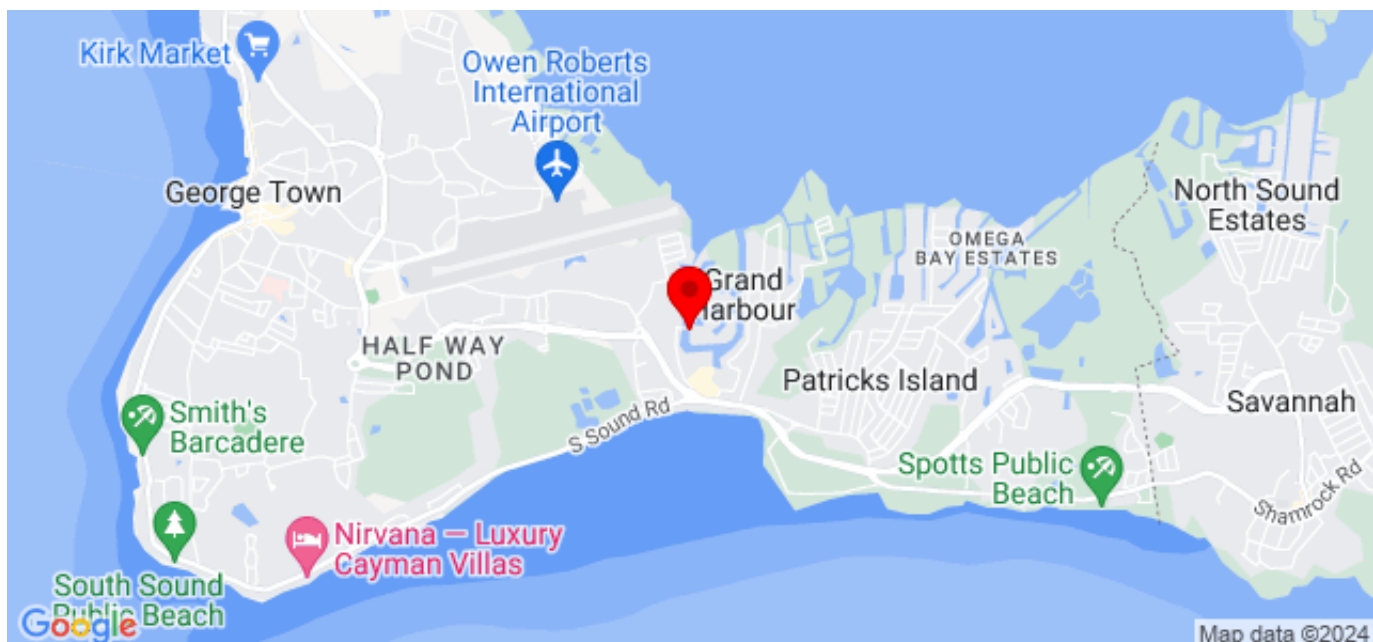 Kirk Market
Owen Roberts
International
Airport
George Town
North Sound
Estates
OMEGA
BAY ESTATES
Grand
Harbour
HALF WAY
POND
Patricks Island
Savannah
Smith's
Barcadere
S Sound Rd
Spotts Public
Beach
Shamrock Rd
Nirvana — Luxury
Cayman Villas
South Sound
Public Beach
Google
Map data ©2024